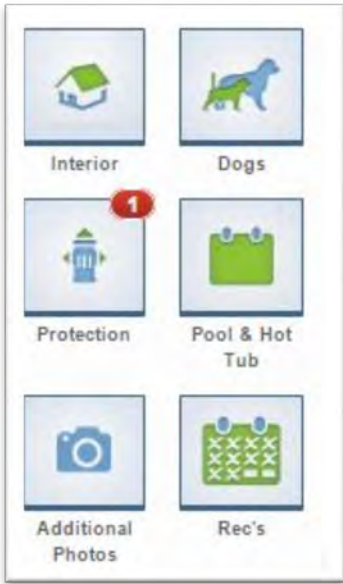 Interior
Dogs
1
Protection
Pool & Hot
Tub
Additional
Photos
Rec's